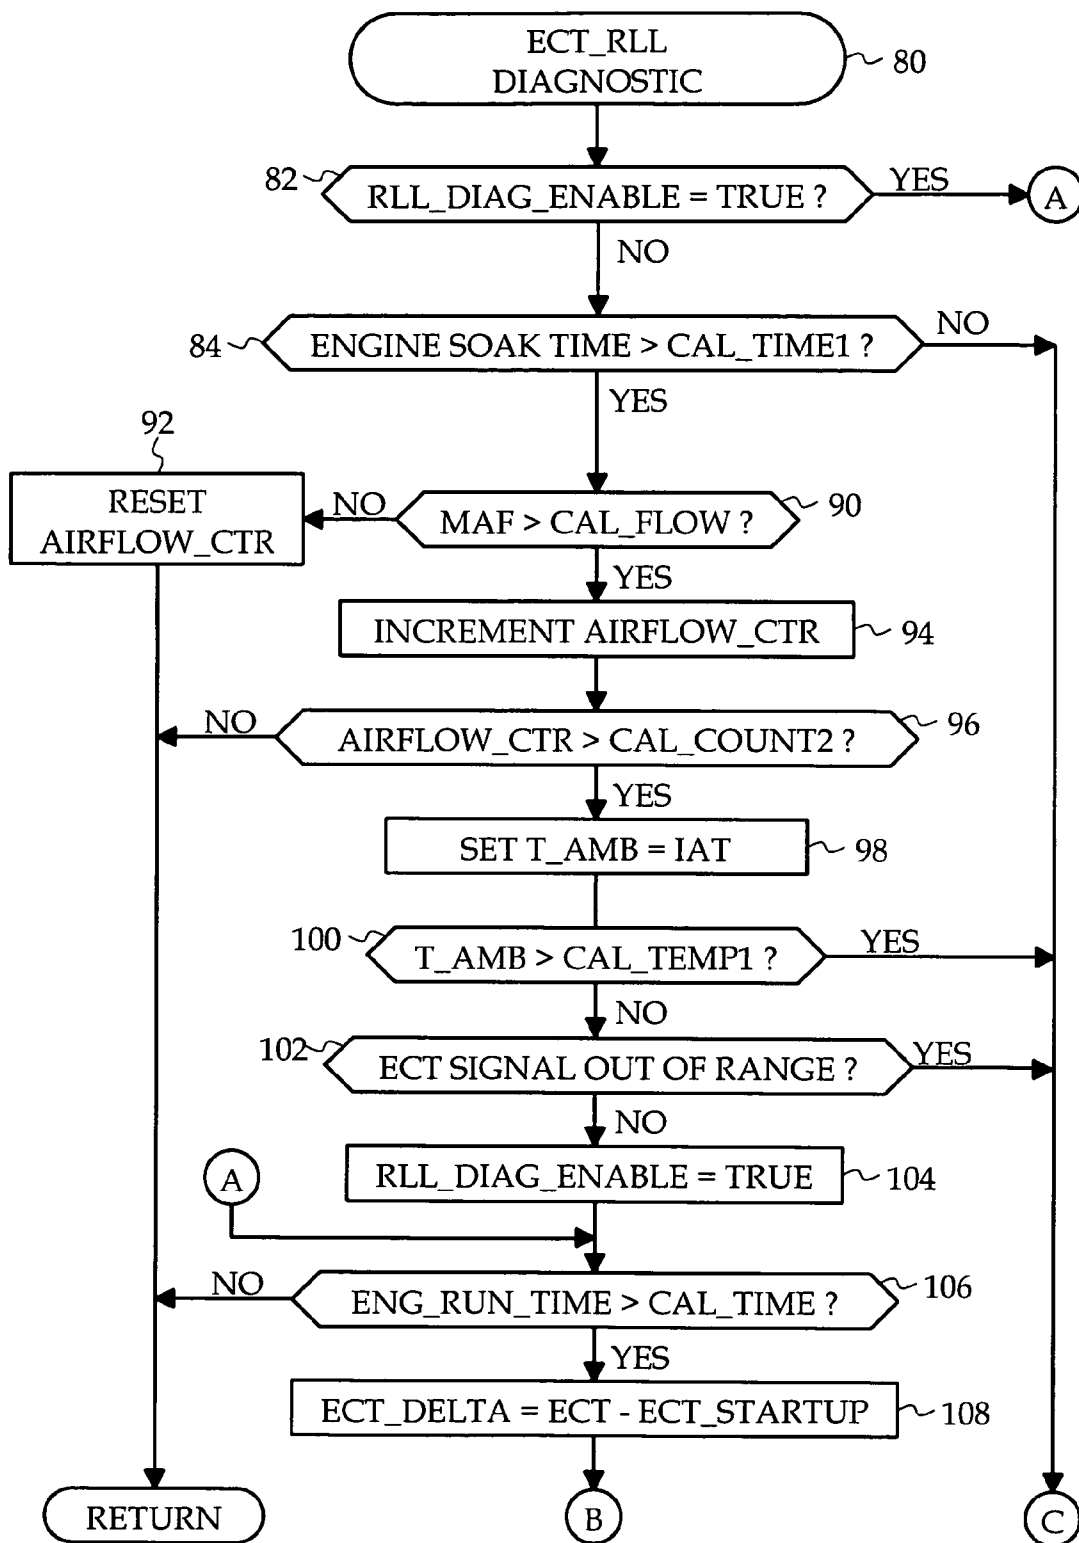 ECT_RLL
DIAGNOSTIC
80
82
RLL_DIAG_ENABLE = TRUE ?
YES
A
NO
84
ENGINE SOAK TIME > CAL_TIME1 ?
NO
YES
92
RESET
AIRFLOW_CTR
NO
MAF > CAL_FLOW ?
90
YES
INCREMENT AIRFLOW_CTR
94
NO
AIRFLOW_CTR > CAL_COUNT2 ?
96
YES
SET T_AMB = IAT
98
100
T_AMB > CAL_TEMP1 ?
YES
NO
102
ECT SIGNAL OUT OF RANGE ?
YES
NO
A
RLL_DIAG_ENABLE = TRUE
104
NO
ENG_RUN_TIME > CAL_TIME ?
106
YES
ECT_DELTA = ECT - ECT_STARTUP
108
RETURN
B
C